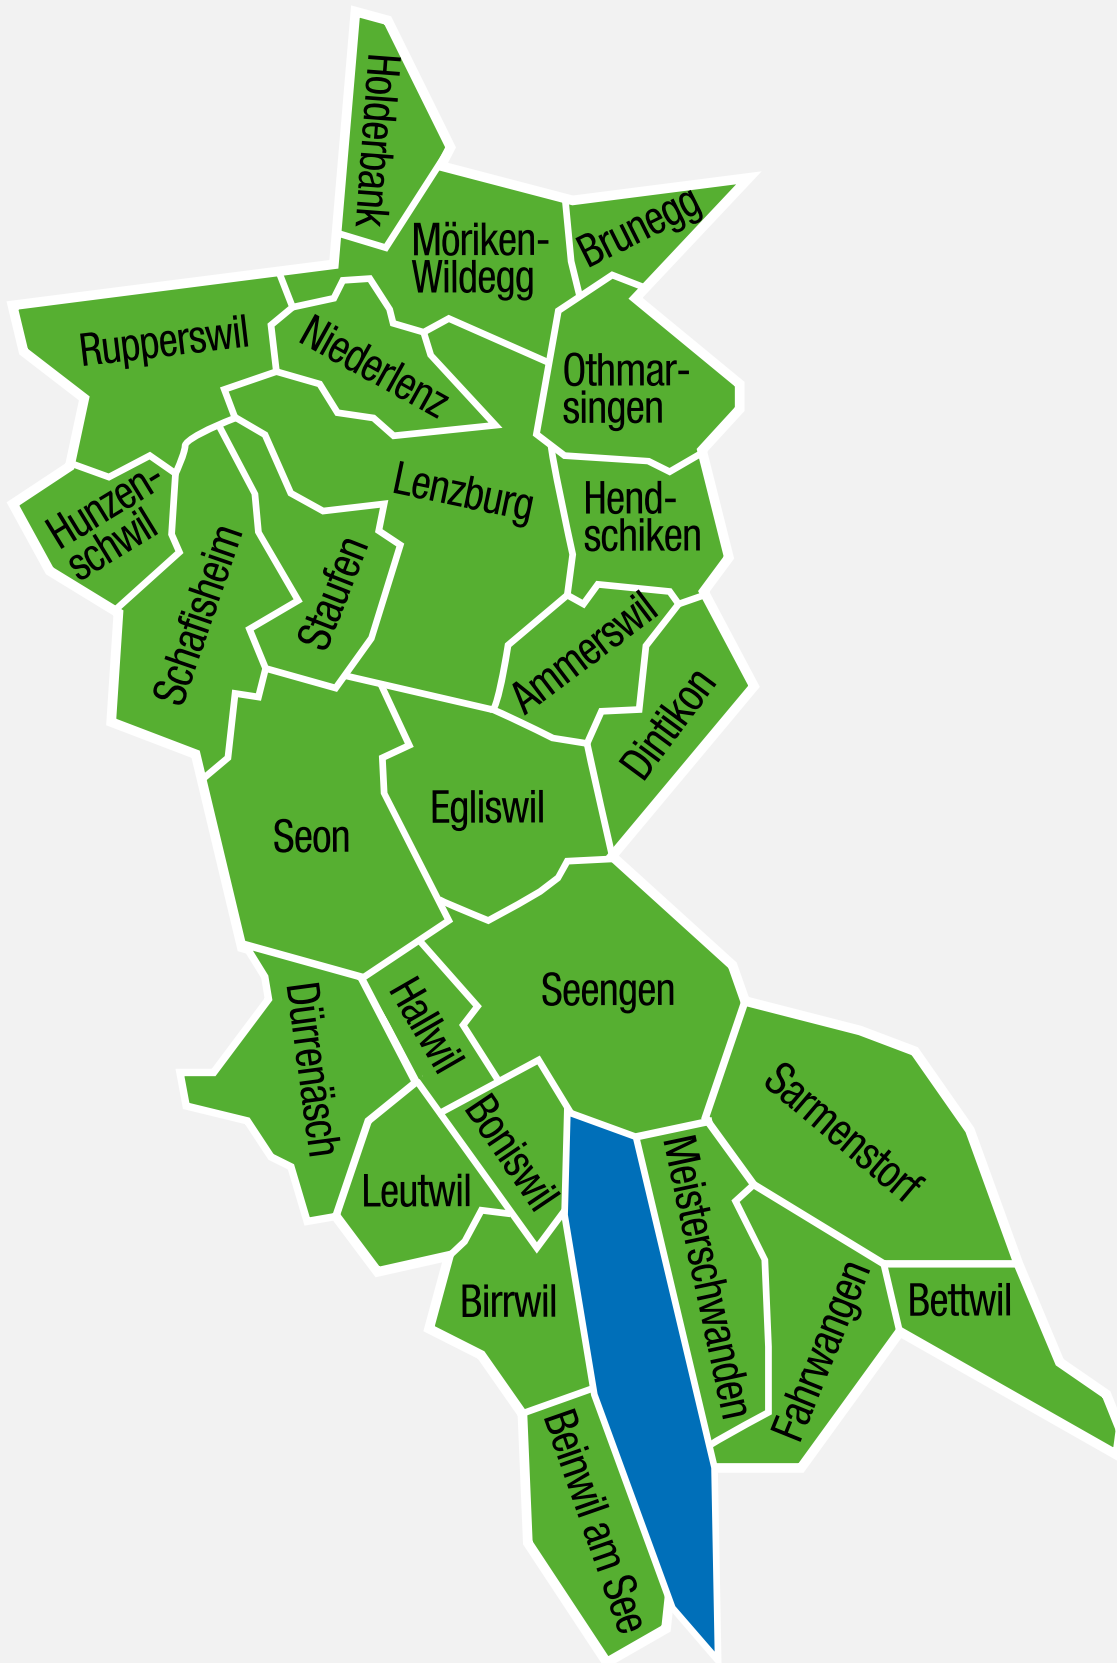 Holderbank
Möriken-
Wildegg
Brunegg
Rupperswil
Niederlenz
Othmar-
singen
Lenzburg
Hunzen-
schwil
Hend-
schiken
Schafisheim
Staufen
Ammerswil
Dintikon
Egliswil
Seon
Seengen
Dürrenäsch
Hallwil
Boniswil
Sarmenstorf
Leutwil
Meisterschwanden
Birrwil
Fahrwangen
Bettwil
Beinwil am See